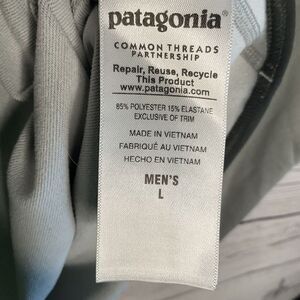 patagonia®
COMMON THREADS
PARTNERSHIP
Repair, Reuse, Recycle
This Product
www.patagonia.com
85% POLYESTER 15% ELASTANE
EXCLUSIVE OF TRIM
MADE IN VIETNAM
FABRIQUÉ AU VIETNAM
HECHO EN VIETNAM
MEN'S
L